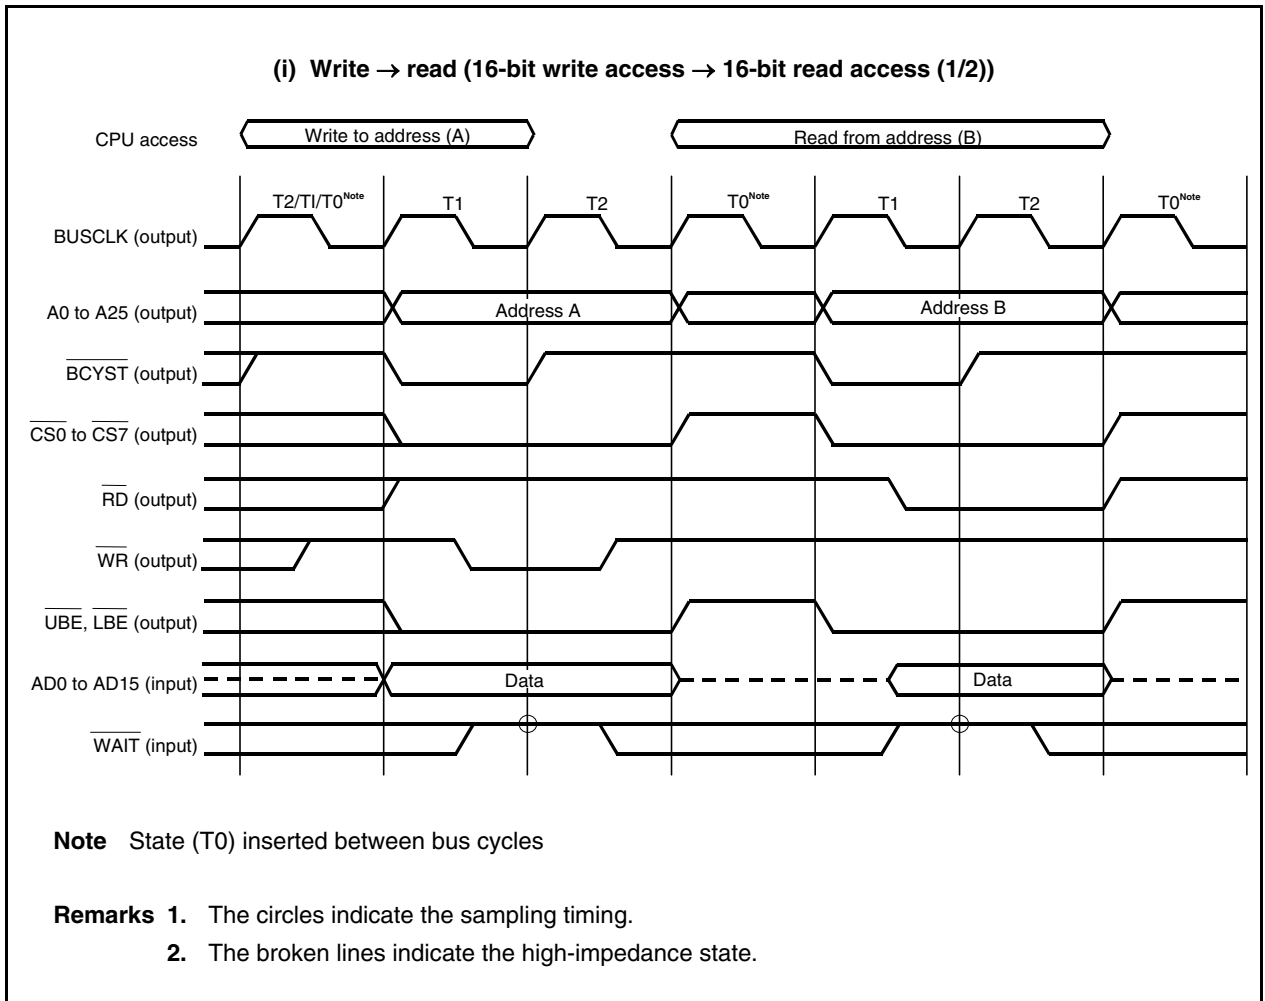 (i) Write → read (16-bit write access → 16-bit read access (1/2))
CPU access
Write to address (A)
Read from address (B)
T2/TI/T0Note
T1
T2
T0Note
T1
T2
T0Note
BUSCLK (output)
A0 to A25 (output)
Address A
Address B
BCYST (output)
CS0 to CS7 (output)
RD (output)
WR (output)
UBE, LBE (output)
AD0 to AD15 (input)
Data
Data
WAIT (input)
Note State (T0) inserted between bus cycles
Remarks 1. The circles indicate the sampling timing.
2. The broken lines indicate the high-impedance state.